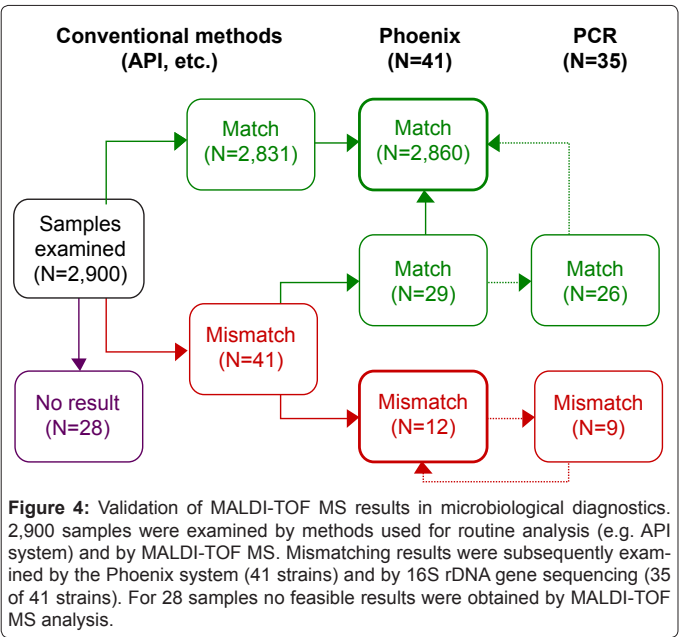 Conventional methods
(API, etc.)
Phoenix
(N=41)
PCR
(N=35)
Match
(N=2,831)
Match
(N=2,860)
Samples
examined
(N=2,900)
Match
(N=29)
Match
(N=26)
Mismatch
(N=41)
No result
(N=28)
Mismatch
(N=12)
Mismatch
(N=9)
Figure 4: Validation of MALDI-TOF MS results in microbiological diagnostics.
2,900 samples were examined by methods used for routine analysis (e.g. API
system) and by MALDI-TOF MS. Mismatching results were subsequently exam-
ined by the Phoenix system (41 strains) and by 16S rDNA gene sequencing (35
of 41 strains). For 28 samples no feasible results were obtained by MALDI-TOF
MS analysis.